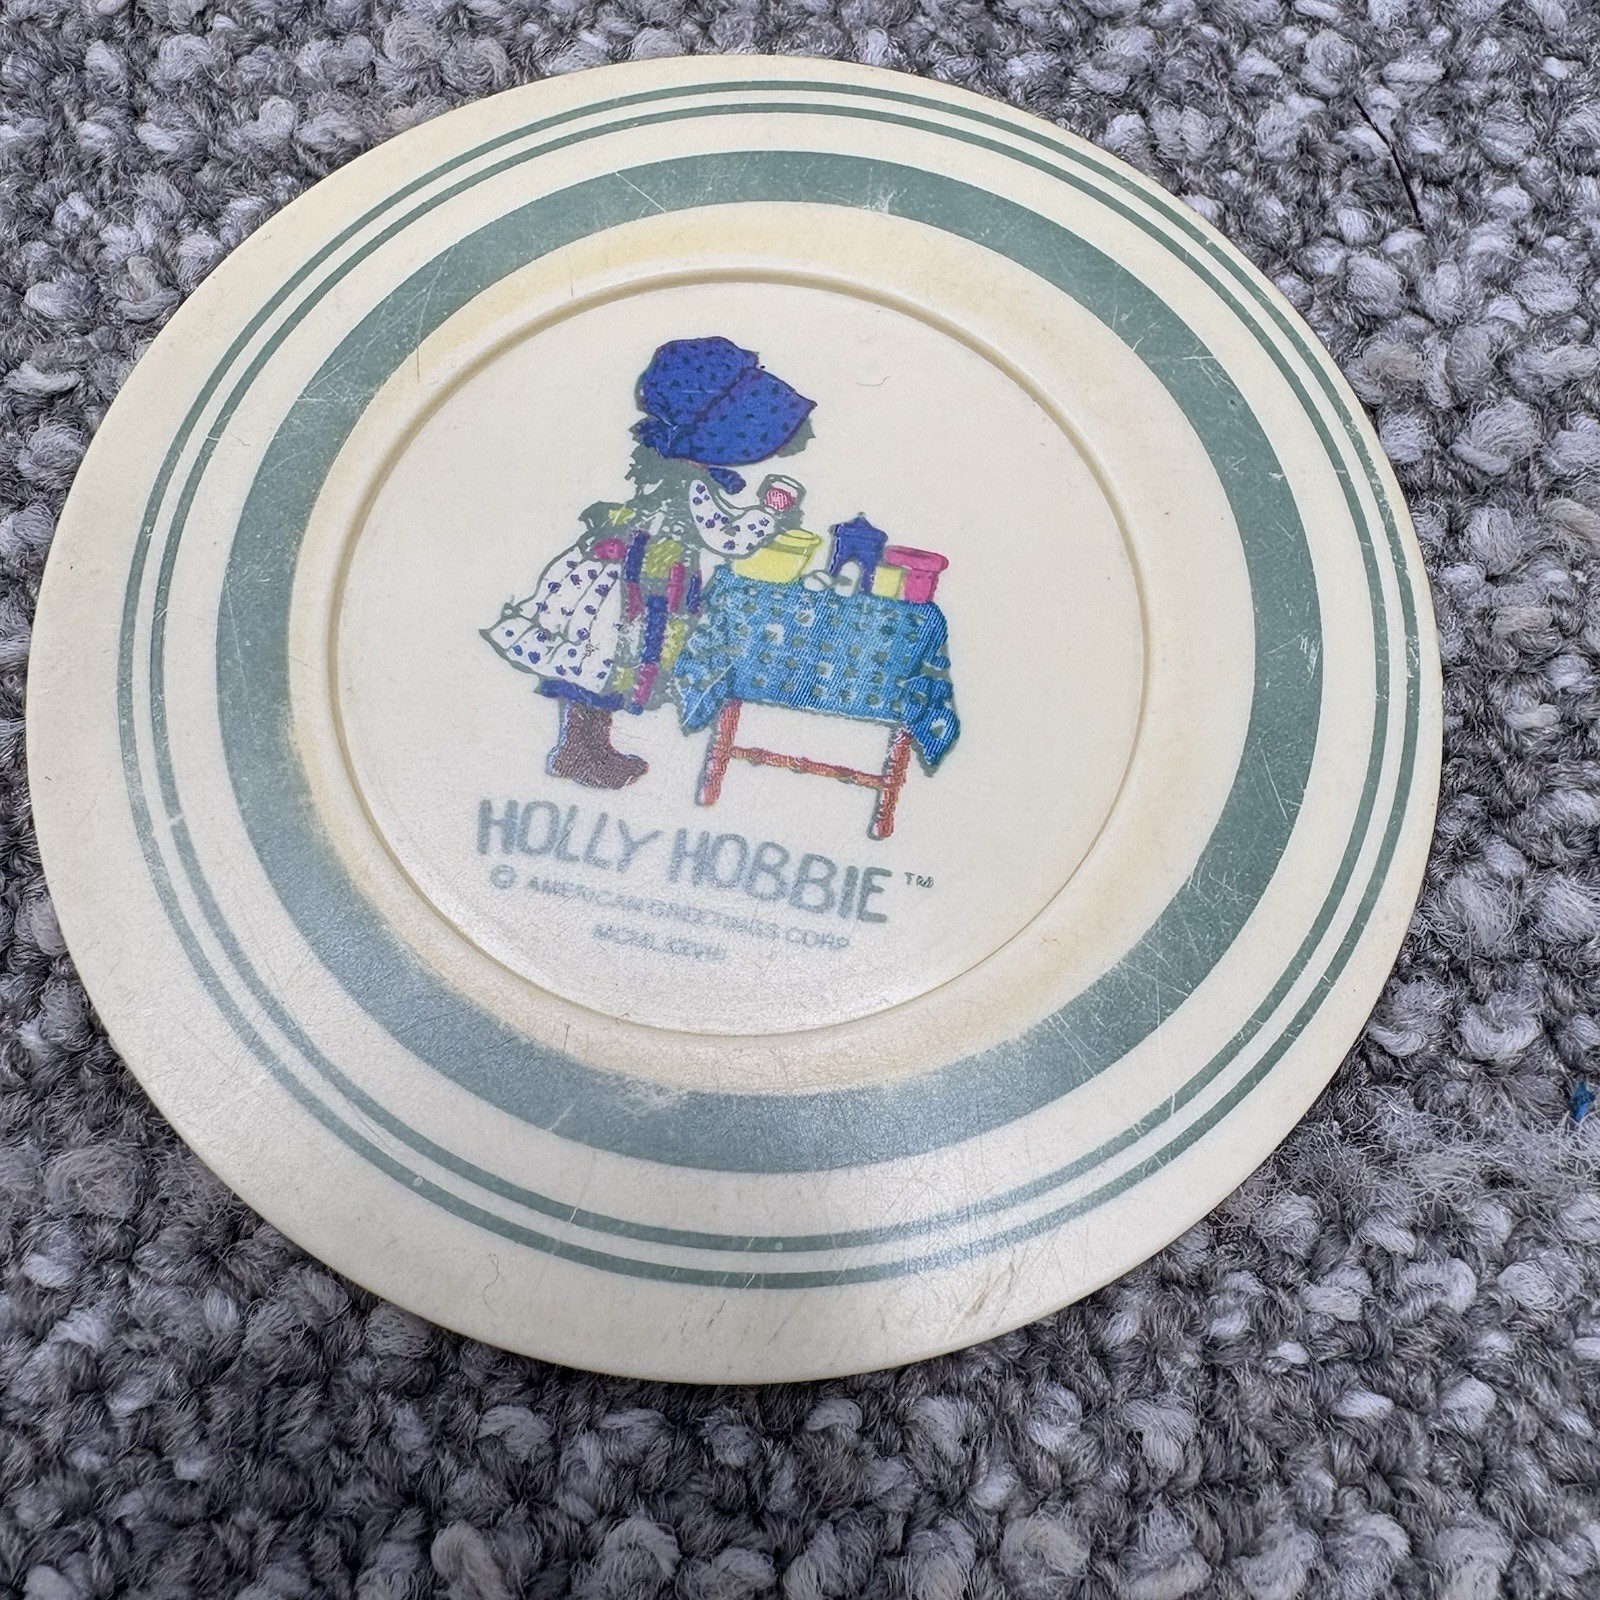 HOLLY HOBBIE™
© AMERICAN GREETINGS CORP.